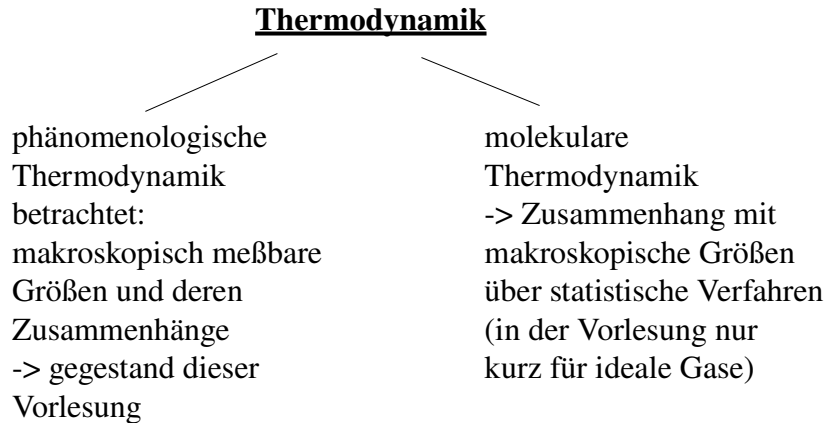 Thermodynamik
phänomenologische
Thermodynamik
betrachtet:
makroskopisch meßbare
Größen und deren
Zusammenhänge
-> gegestand dieser
Vorlesung
molekulare
Thermodynamik
-> Zusammenhang mit
makroskopische Größen
über statistische Verfahren
(in der Vorlesung nur
kurz für ideale Gase)